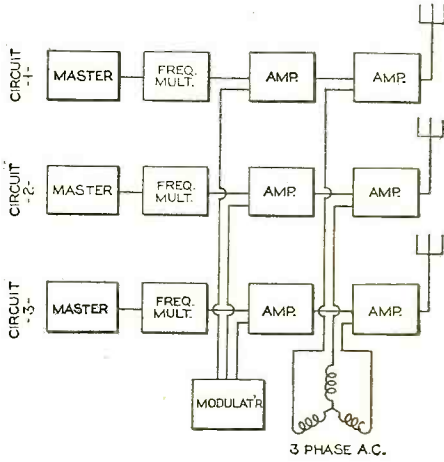 CIRCUIT
-1-
MASTER
FREQ.
MULT.
AMP.
AMP.
CIRCUIT
-2-
MASTER
FREQ.
MULT.
AMP.
AMP.
CIRCUIT
-3-
MASTER
FREQ.
MULT.
AMP.
AMP.
MODULAT'R
3 PHASE A.C.